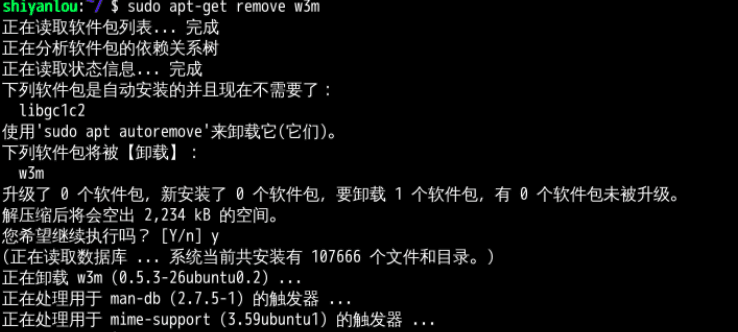 shiyanlou:~/ $ sudo apt-get remove w3m
正在读取软件包列表... 完成
正在分析软件包的依赖关系树
正在读取状态信息... 完成
下列软件包是自动安装的并且现在不需要了：
  libgc1c2
使用'sudo apt autoremove'来卸载它(它们)。
下列软件包将被【卸载】：
  w3m
升级了 0 个软件包，新安装了 0 个软件包，要卸载 1 个软件包，有 0 个软件包未被升级。
解压缩后将会空出 2,234 kB 的空间。
您希望继续执行吗？ [Y/n] y
(正在读取数据库 ... 系统当前共安装有 107666 个文件和目录。)
正在卸载 w3m (0.5.3-26ubuntu0.2) ...
正在处理用于 man-db (2.7.5-1) 的触发器 ...
正在处理用于 mime-support (3.59ubuntu1) 的触发器 ...